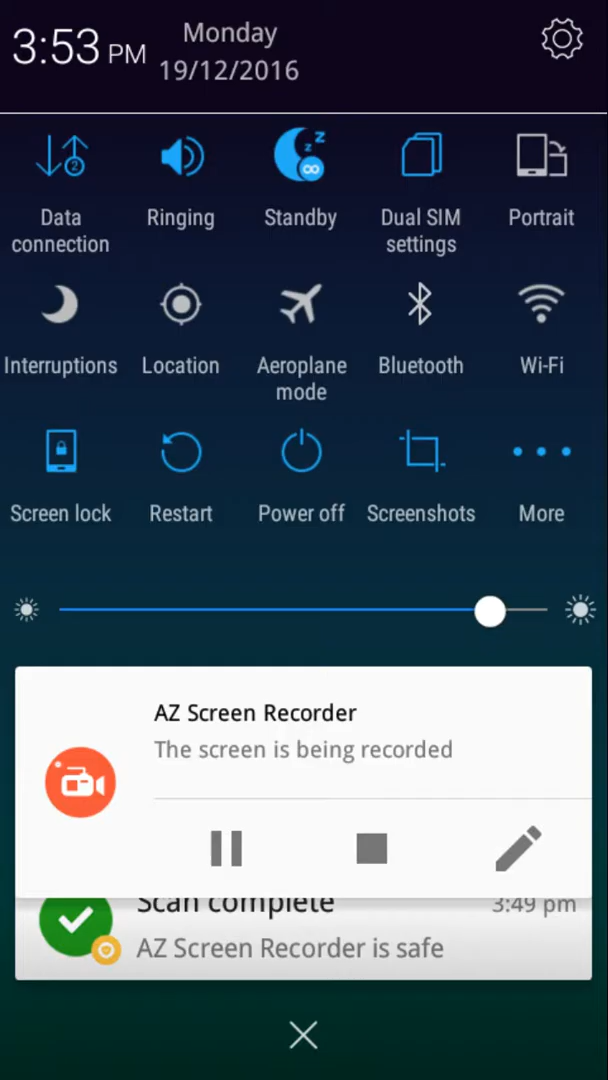 3:53 PM
Monday
19/12/2016
2
z z
Data connection
Ringing
Standby
Dual SIM settings
Portrait
Interruptions
Location
Aeroplane mode
Bluetooth
Wi-Fi
Screen lock
Restart
Power off
Screenshots
More
AZ Screen Recorder
The screen is being recorded
Scan complete
3:49 pm
AZ Screen Recorder is safe